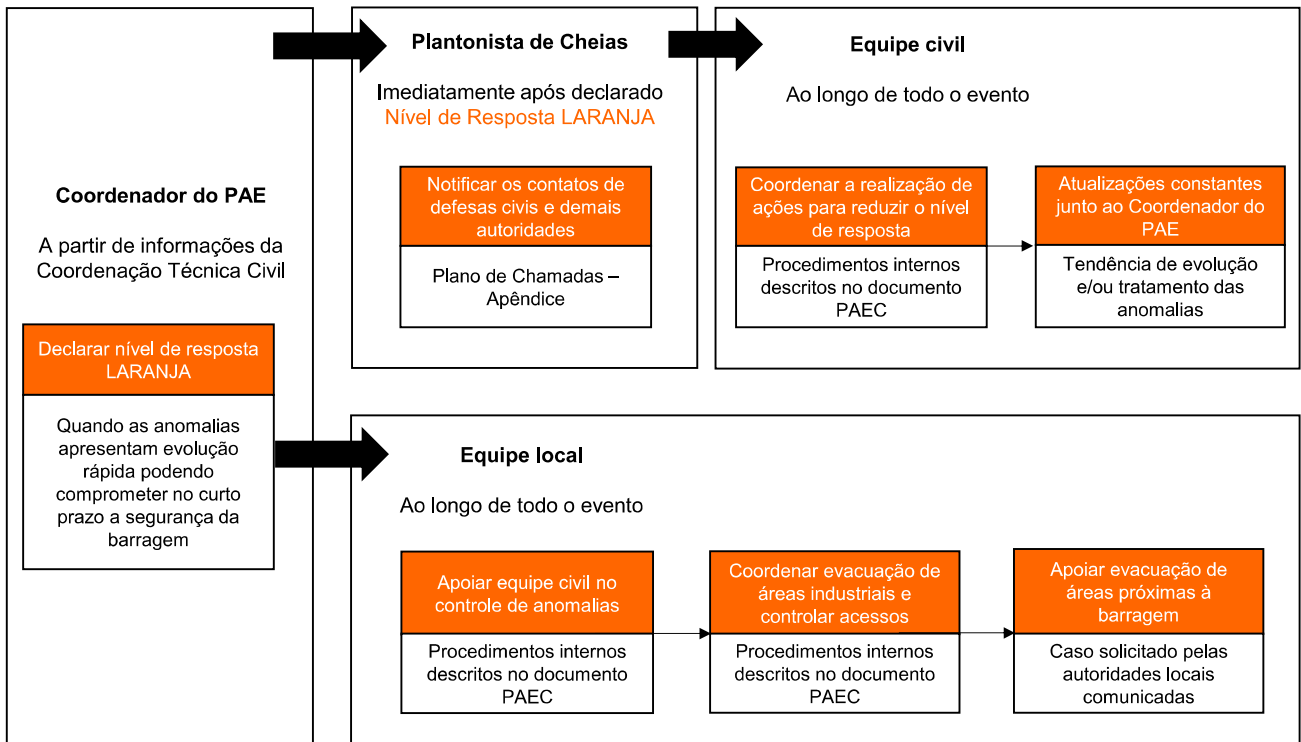 Coordenador do PAE
A partir de informações da
Coordenação Técnica Civil
Declarar nível de resposta
LARANJA
Quando as anomalias
apresentam evolução
rápida podendo
comprometer no curto
prazo a segurança da
barragem
Plantonista de Cheias
Imediatamente após declarado
Nível de Resposta LARANJA
Notificar os contatos de
defesas civis e demais
autoridades
Plano de Chamadas –
Apêndice
Equipe civil
Ao longo de todo o evento
Coordenar a realização de
ações para reduzir o nível
de resposta
Procedimentos internos
descritos no documento
PAEC
Atualizações constantes
junto ao Coordenador do
PAE
Tendência de evolução
e/ou tratamento das
anomalias
Equipe local
Ao longo de todo o evento
Apoiar equipe civil no
controle de anomalias
Procedimentos internos
descritos no documento
PAEC
Coordenar evacuação de
áreas industriais e
controlar acessos
Procedimentos internos
descritos no documento
PAEC
Apoiar evacuação de
áreas próximas à
barragem
Caso solicitado pelas
autoridades locais
comunicadas